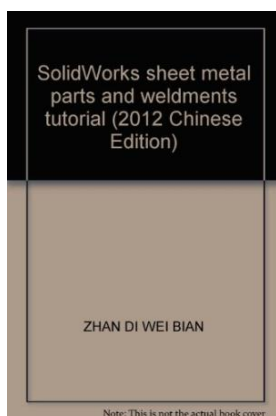 SolidWorks sheet metal
parts and weldments
tutorial (2012 Chinese
Edition)
ZHAN DI WEI BIAN
Note: This is not the actual book cover